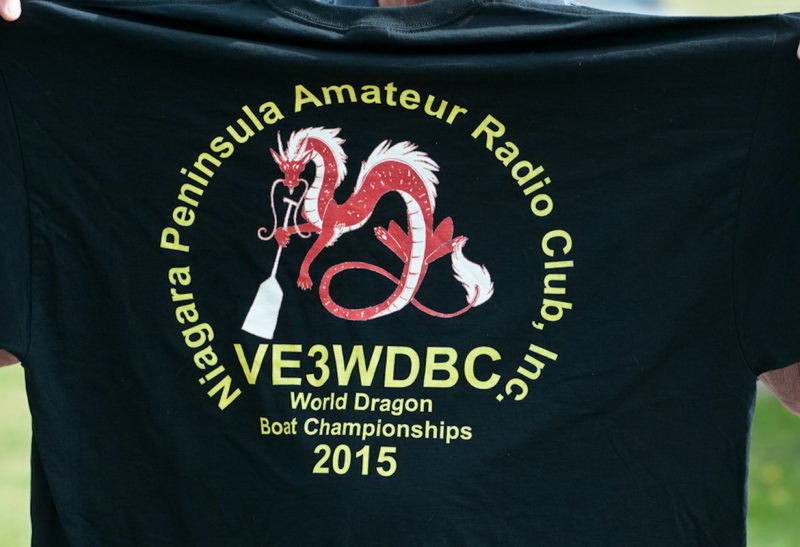 Niagara Peninsula Amateur Radio Club, Inc.
VE3WDBC
World Dragon
Boat Championships
2015